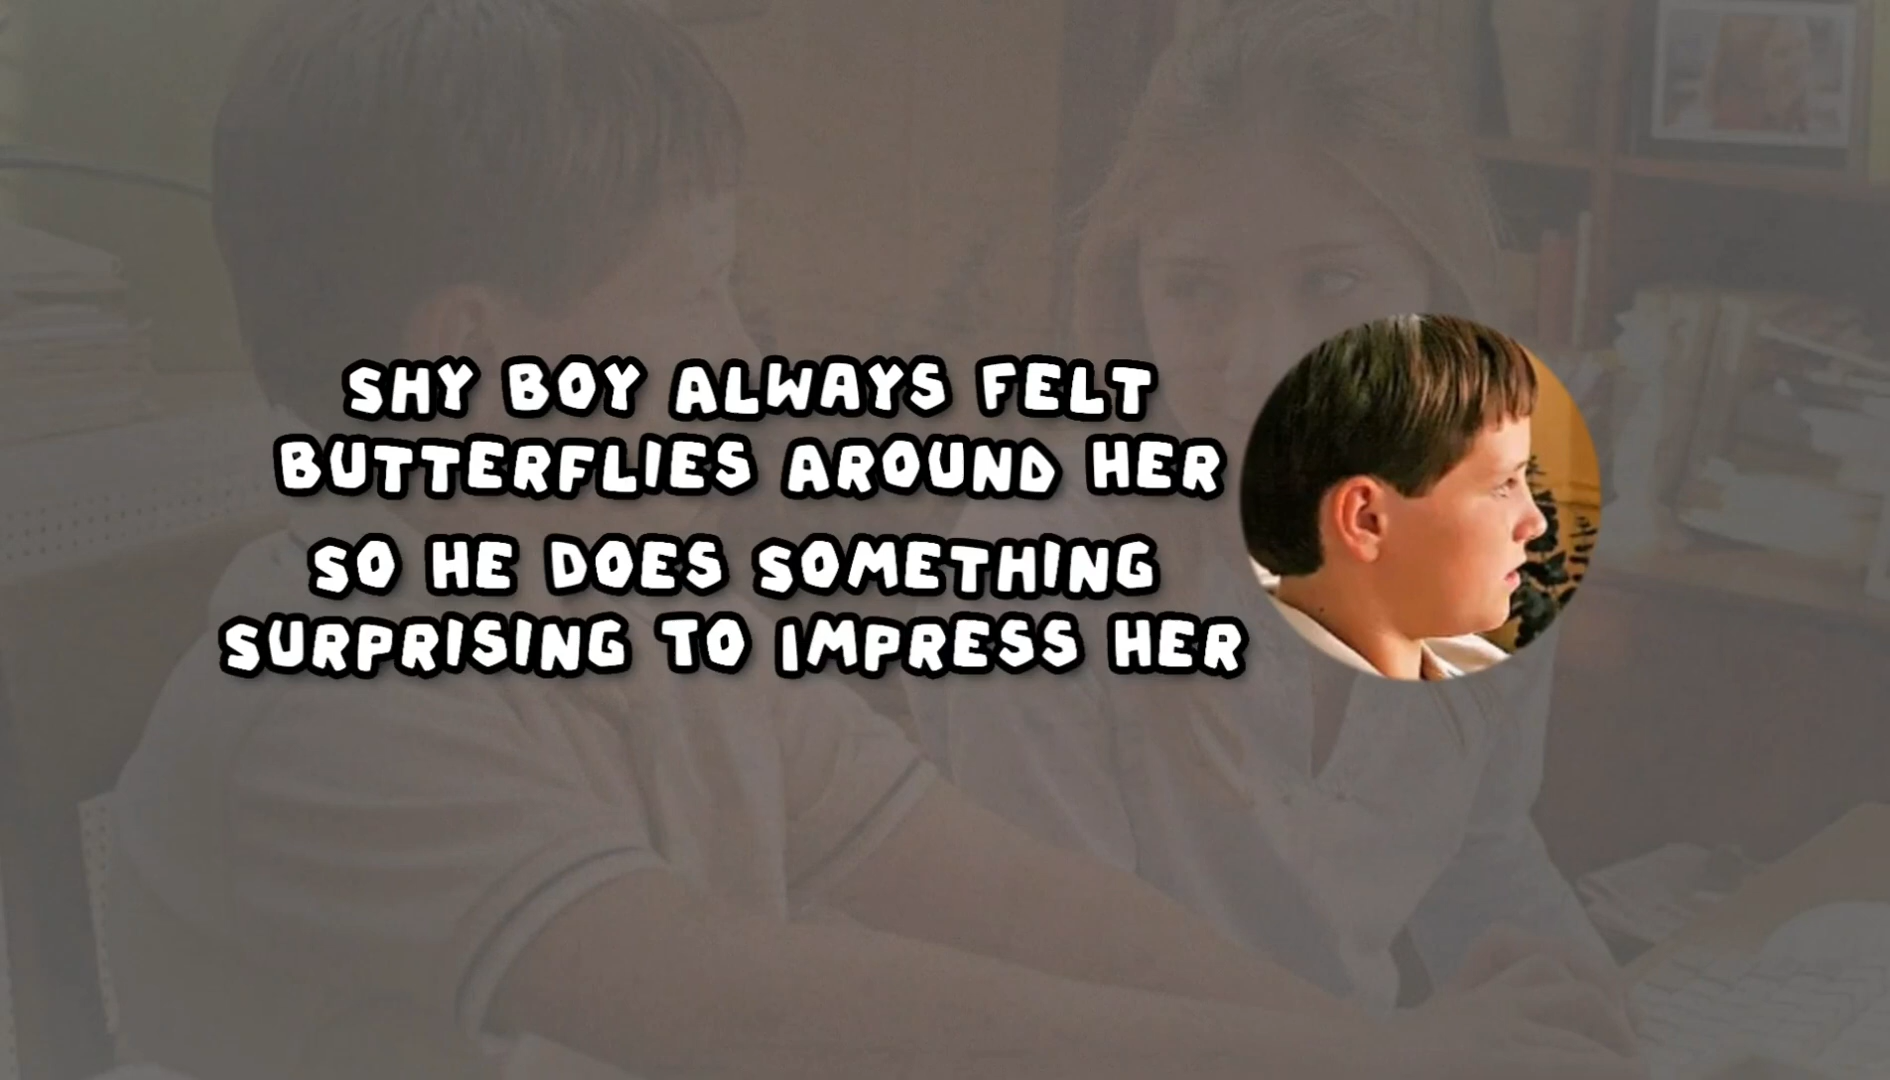 SHY BOY ALWAYS FELT
BUTTERFLIES AROUND HER
SO HE DOES SOMETHING
SURPRISING TO IMPRESS HER